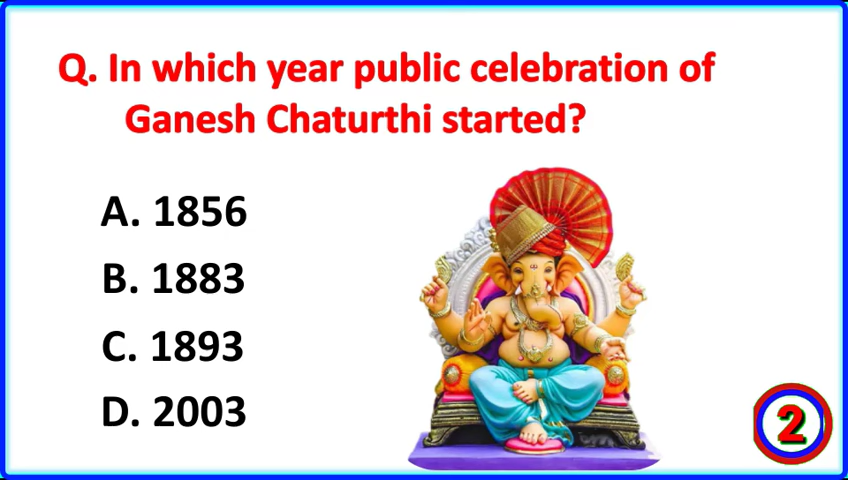 Q. In which year public celebration of
Ganesh Chaturthi started?
A. 1856
B. 1883
C. 1893
D. 2003
2